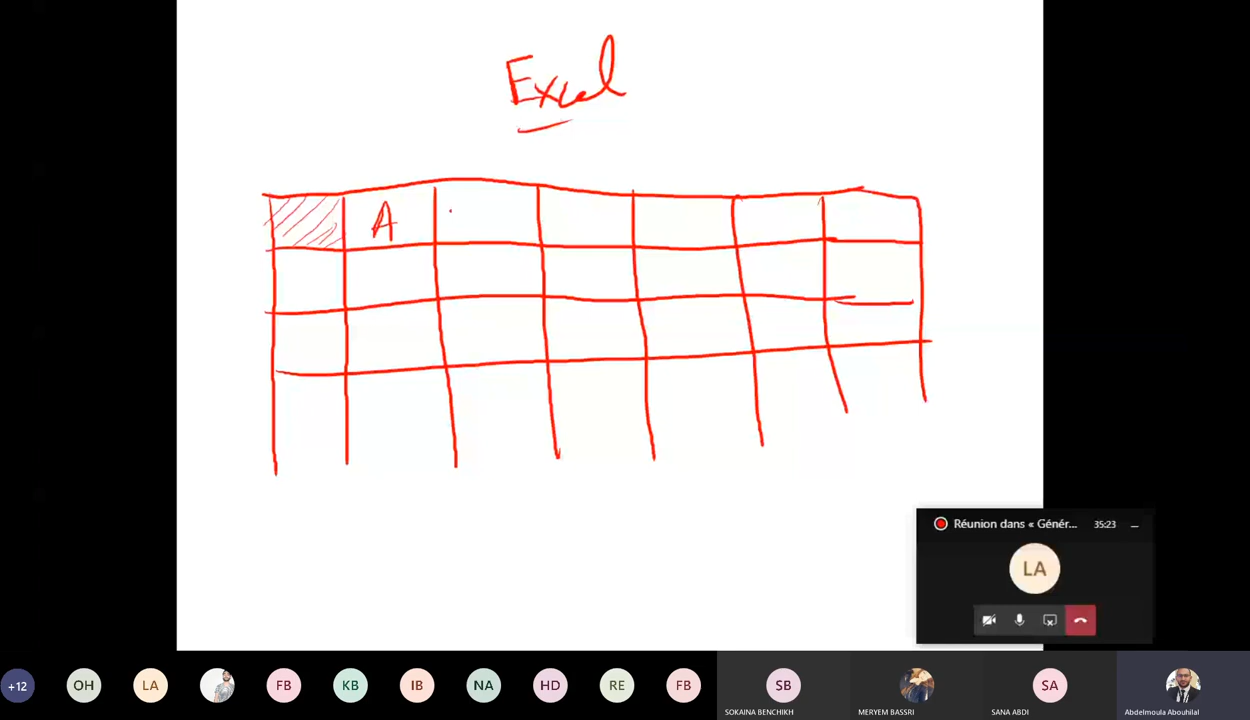 Excel
A
Réunion dans « Génér... 35:23
LA
+12 OH LA FB KB IB NA HD RE FB SB SA
SOKAINA BENCHIKH MERYEM BASSRI SANA ABDI Abdelmoula Abouhilal